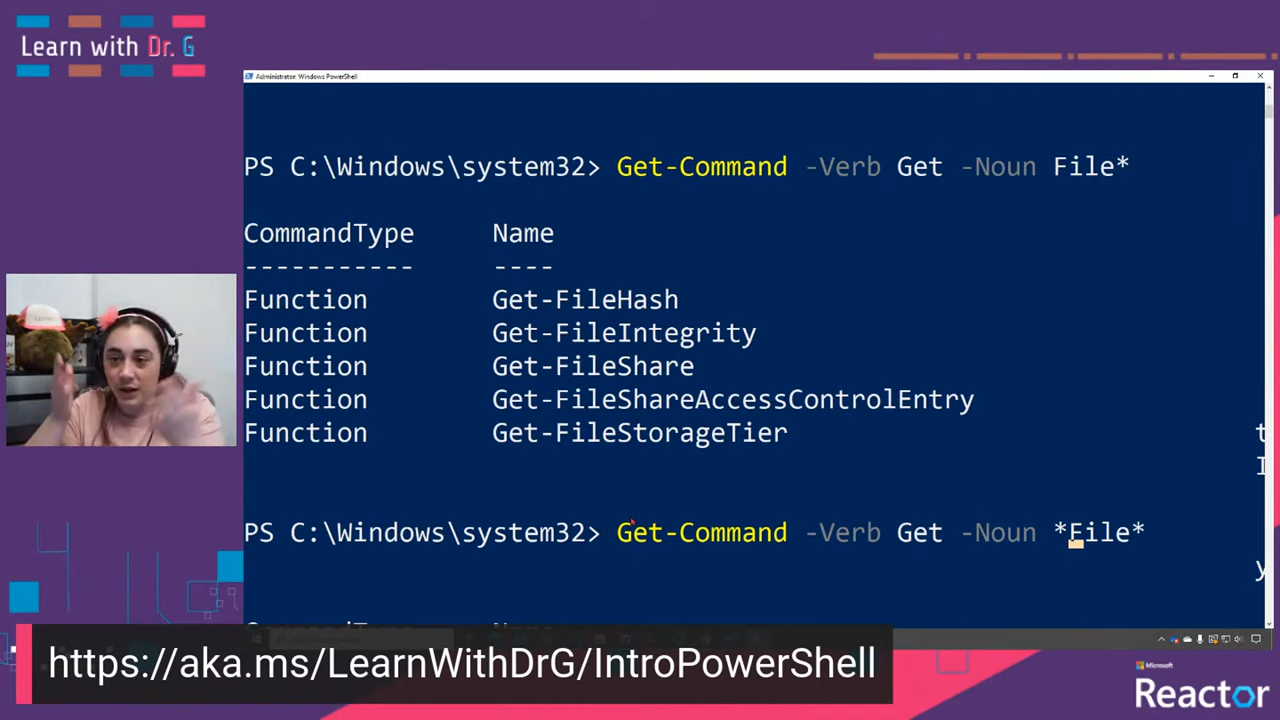 Learn with Dr. G
Administrator: Windows PowerShell
PS C:\Windows\system32> Get-Command -Verb Get -Noun File*
CommandType Name
----------- ----
Function Get-FileHash
Function Get-FileIntegrity
Function Get-FileShare
Function Get-FileShareAccessControlEntry
Function Get-FileStorageTier
PS C:\Windows\system32> Get-Command -Verb Get -Noun *File*
https://aka.ms/LearnWithDrG/IntroPowerShell
Microsoft
Reactor